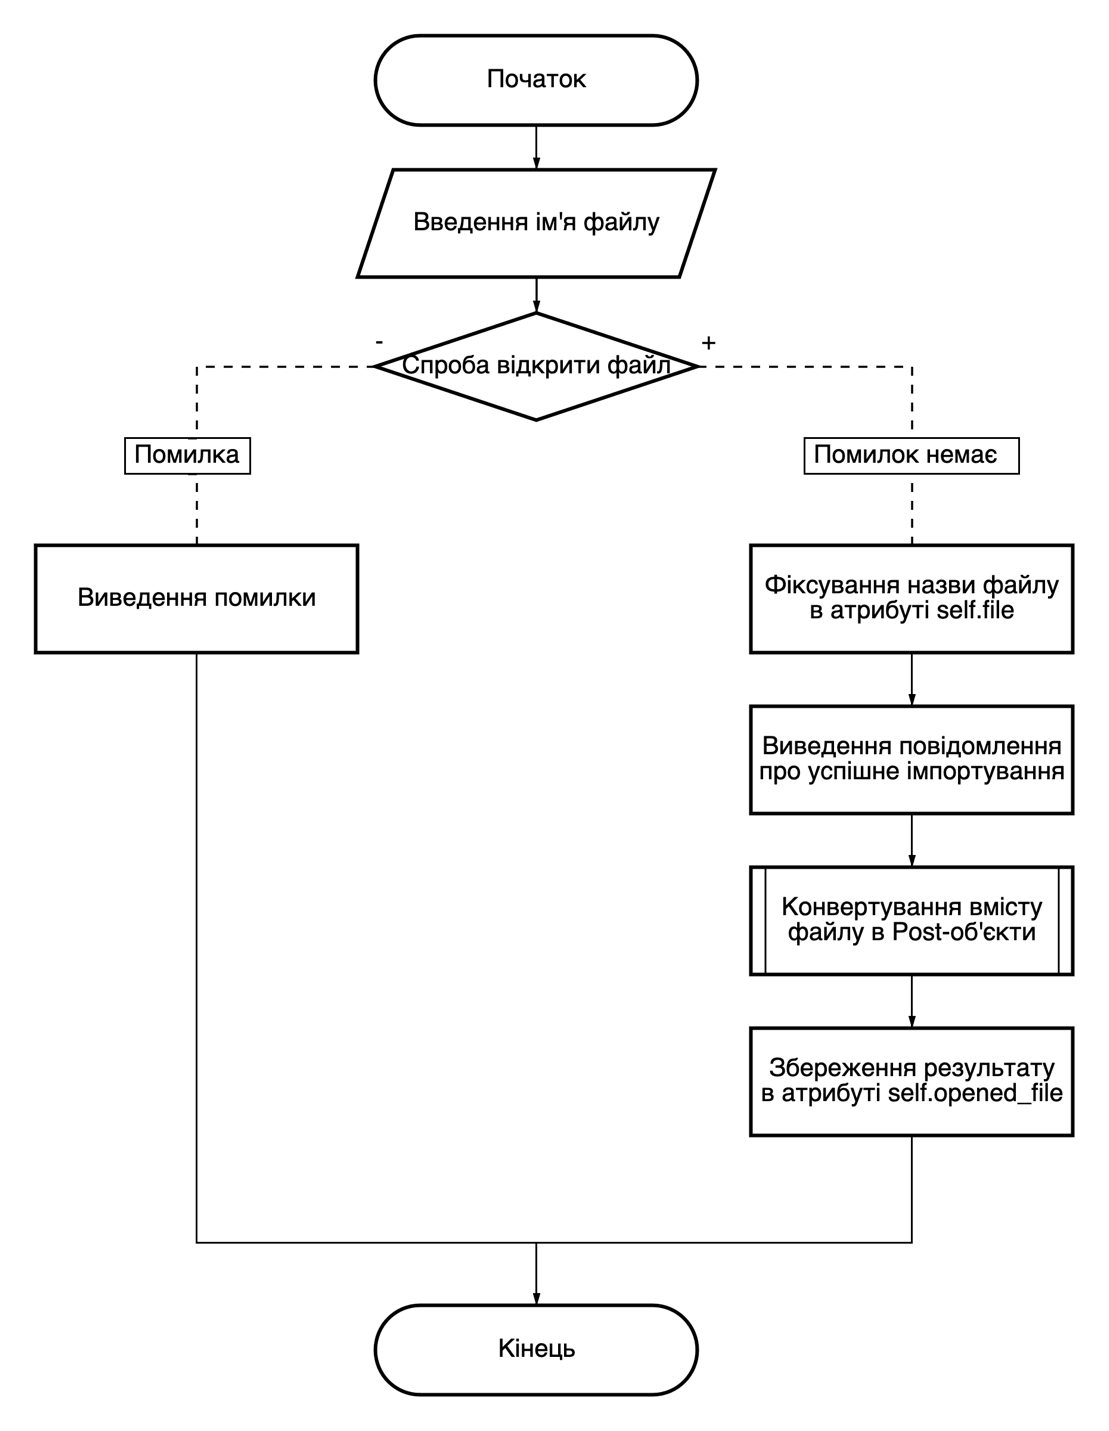 Початок
Введення ім'я файлу
-
+
Спроба відкрити файл
Помилка
Помилок немає
Виведення помилки
Фіксування назви файлу
в атрибуті self.file
Виведення повідомлення
про успішне імпортування
Конвертування вмісту
файлу в Post-об'єкти
Збереження результату
в атрибуті self.opened_file
Кінець